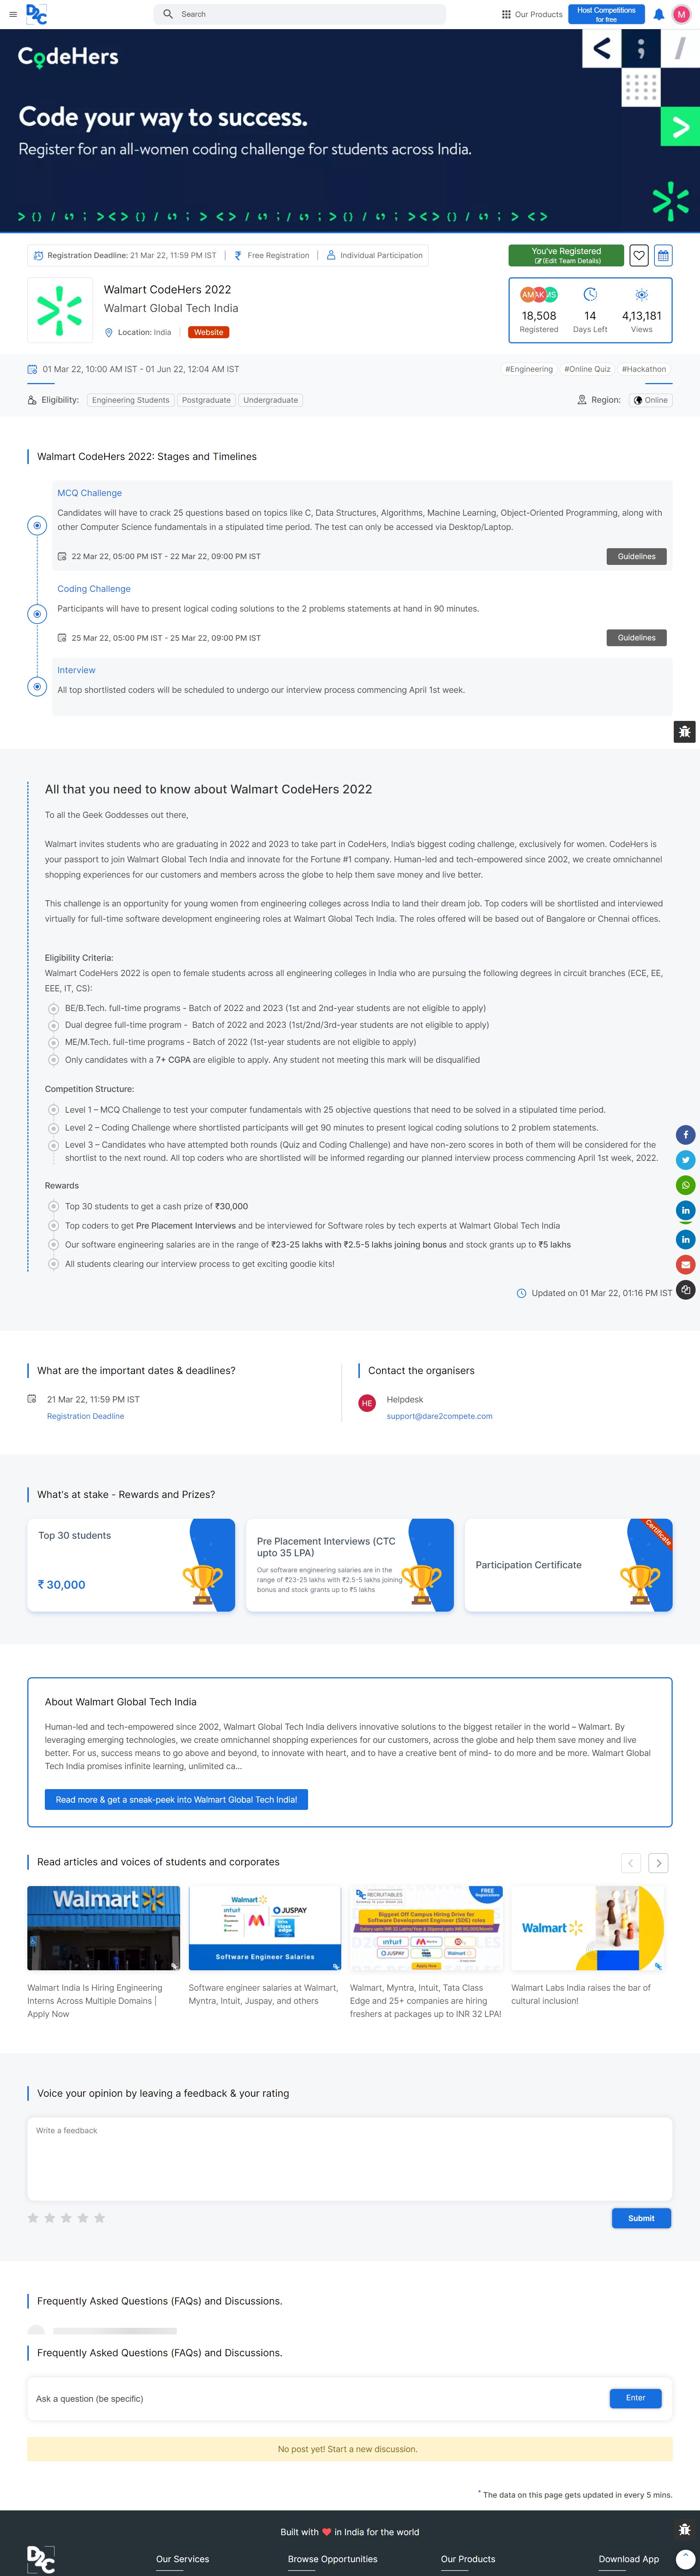 D2C
Search
Our Products
Host Competitions
for free
M
CodeHers
Code your way to success.
Register for an all-women coding challenge for students across India.
Registration Deadline: 21 Mar 22, 11:59 PM IST
Free Registration
Individual Participation
You've Registered
(Edit Team Details)
Walmart CodeHers 2022
Walmart Global Tech India
Location: India
Website
AM AK MS
18,508
Registered
14
Days Left
4,13,181
Views
01 Mar 22, 10:00 AM IST - 01 Jun 22, 12:04 AM IST
#Engineering
#Online Quiz
#Hackathon
Eligibility:
Engineering Students
Postgraduate
Undergraduate
Region:
Online
Walmart CodeHers 2022: Stages and Timelines
MCQ Challenge
Candidates will have to crack 25 questions based on topics like C, Data Structures, Algorithms, Machine Learning, Object-Oriented Programming, along with
other Computer Science fundamentals in a stipulated time period. The test can only be accessed via Desktop/Laptop.
22 Mar 22, 05:00 PM IST - 22 Mar 22, 09:00 PM IST
Guidelines
Coding Challenge
Participants will have to present logical coding solutions to the 2 problems statements at hand in 90 minutes.
25 Mar 22, 05:00 PM IST - 25 Mar 22, 09:00 PM IST
Guidelines
Interview
All top shortlisted coders will be scheduled to undergo our interview process commencing April 1st week.
All that you need to know about Walmart CodeHers 2022
To all the Geek Goddesses out there,
Walmart invites students who are graduating in 2022 and 2023 to take part in CodeHers, India's biggest coding challenge, exclusively for women. CodeHers is
your passport to join Walmart Global Tech India and innovate for the Fortune #1 company. Human-led and tech-empowered since 2002, we create omnichannel
shopping experiences for our customers and members across the globe to help them save money and live better.
This challenge is an opportunity for young women from engineering colleges across India to land their dream job. Top coders will be shortlisted and interviewed
virtually for full-time software development engineering roles at Walmart Global Tech India. The roles offered will be based out of Bangalore or Chennai offices.
Eligibility Criteria:
Walmart CodeHers 2022 is open to female students across all engineering colleges in India who are pursuing the following degrees in circuit branches (ECE, EE,
EEE, IT, CS):
BE/B.Tech. full-time programs - Batch of 2022 and 2023 (1st and 2nd-year students are not eligible to apply)
Dual degree full-time program - Batch of 2022 and 2023 (1st/2nd/3rd-year students are not eligible to apply)
ME/M.Tech. full-time programs - Batch of 2022 (1st-year students are not eligible to apply)
Only candidates with a 7+ CGPA are eligible to apply. Any student not meeting this mark will be disqualified
Competition Structure:
Level 1 – MCQ Challenge to test your computer fundamentals with 25 objective questions that need to be solved in a stipulated time period.
Level 2 – Coding Challenge where shortlisted participants will get 90 minutes to present logical coding solutions to 2 problem statements.
Level 3 – Candidates who have attempted both rounds (Quiz and Coding Challenge) and have non-zero scores in both of them will be considered for the
shortlist to the next round. All top coders who are shortlisted will be informed regarding our planned interview process commencing April 1st week, 2022.
Rewards
Top 30 students to get a cash prize of ₹30,000
Top coders to get Pre Placement Interviews and be interviewed for Software roles by tech experts at Walmart Global Tech India
Our software engineering salaries are in the range of ₹23-25 lakhs with ₹2.5-5 lakhs joining bonus and stock grants up to ₹5 lakhs
All students clearing our interview process to get exciting goodie kits!
Updated on 01 Mar 22, 01:16 PM IST
What are the important dates & deadlines?
21 Mar 22, 11:59 PM IST
Registration Deadline
Contact the organisers
HE
Helpdesk
support@dare2compete.com
What's at stake - Rewards and Prizes?
Top 30 students
₹ 30,000
Pre Placement Interviews (CTC
upto 35 LPA)
Our software engineering salaries are in the
range of ₹23-25 lakhs with ₹2.5-5 lakhs joining
bonus and stock grants up to ₹5 lakhs
Participation Certificate
Certificate
About Walmart Global Tech India
Human-led and tech-empowered since 2002, Walmart Global Tech India delivers innovative solutions to the biggest retailer in the world – Walmart. By
leveraging emerging technologies, we create omnichannel shopping experiences for our customers, across the globe and help them save money and live
better. For us, success means to go above and beyond, to innovate with heart, and to have a creative bent of mind- to do more and be more. Walmart Global
Tech India promises infinite learning, unlimited ca...
Read more & get a sneak-peek into Walmart Global Tech India!
Read articles and voices of students and corporates
Walmart
Walmart
intuit
Myntra
JUSPAY
Software Engineer Salaries
D2C RECRUITABLES
FREE
Registrations
Biggest Off Campus Hiring Drive for
Software Development Engineer (SDE) roles
intuit
Myntra
JUSPAY
Walmart
Apply Now
Walmart
Walmart India Is Hiring Engineering
Interns Across Multiple Domains |
Apply Now
Software engineer salaries at Walmart,
Myntra, Intuit, Juspay, and others
Walmart, Myntra, Intuit, Tata Class
Edge and 25+ companies are hiring
freshers at packages up to INR 32 LPA!
Walmart Labs India raises the bar of
cultural inclusion!
Voice your opinion by leaving a feedback & your rating
Write a feedback
Submit
Frequently Asked Questions (FAQs) and Discussions.
Frequently Asked Questions (FAQs) and Discussions.
Ask a question (be specific)
Enter
No post yet! Start a new discussion.
* The data on this page gets updated in every 5 mins.
Built with ❤ in India for the world
D2C
Our Services
Browse Opportunities
Our Products
Download App